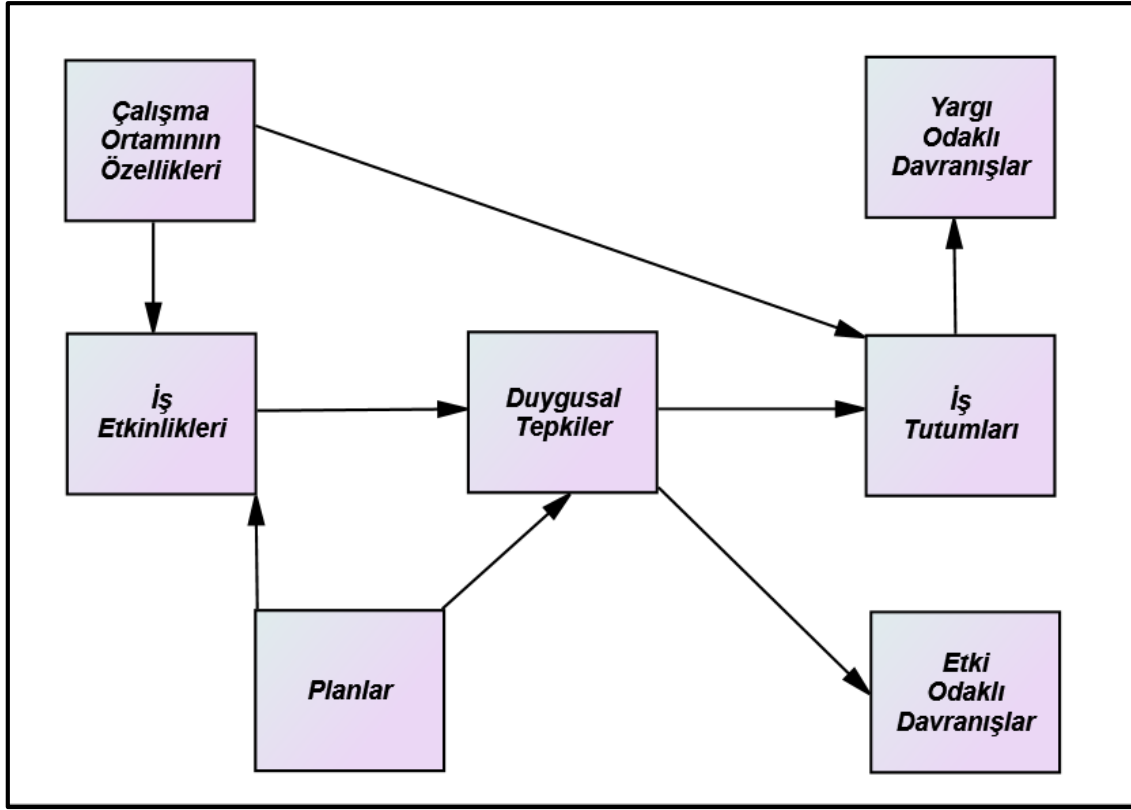 Çalışma
Ortamının
Özellikleri
Yargı
Odaklı
Davranışlar
İş
Etkinlikleri
Duygusal
Tepkiler
İş
Tutumları
Planlar
Etki
Odaklı
Davranışlar